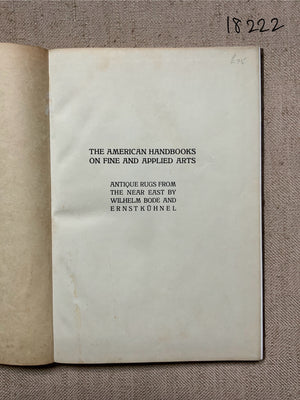 18222
THE AMERICAN HANDBOOKS
ON FINE AND APPLIED ARTS
ANTIQUE RUGS FROM
THE NEAR EAST BY
WILHELM BODE AND
ERNST KÜHNEL